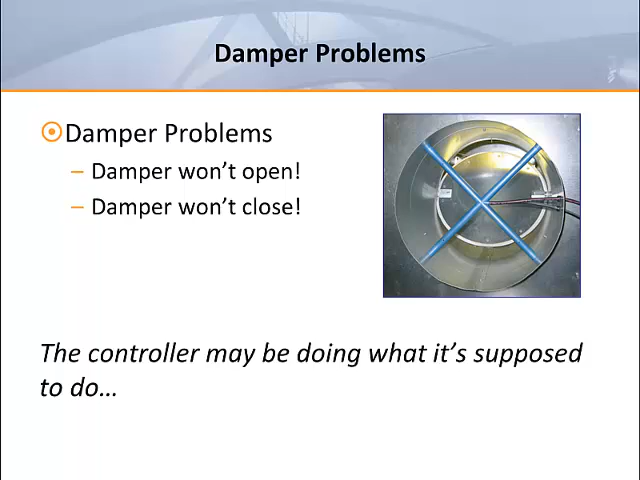 Damper Problems
Damper Problems
– Damper won’t open!
– Damper won’t close!
The controller may be doing what it’s supposed
to do…